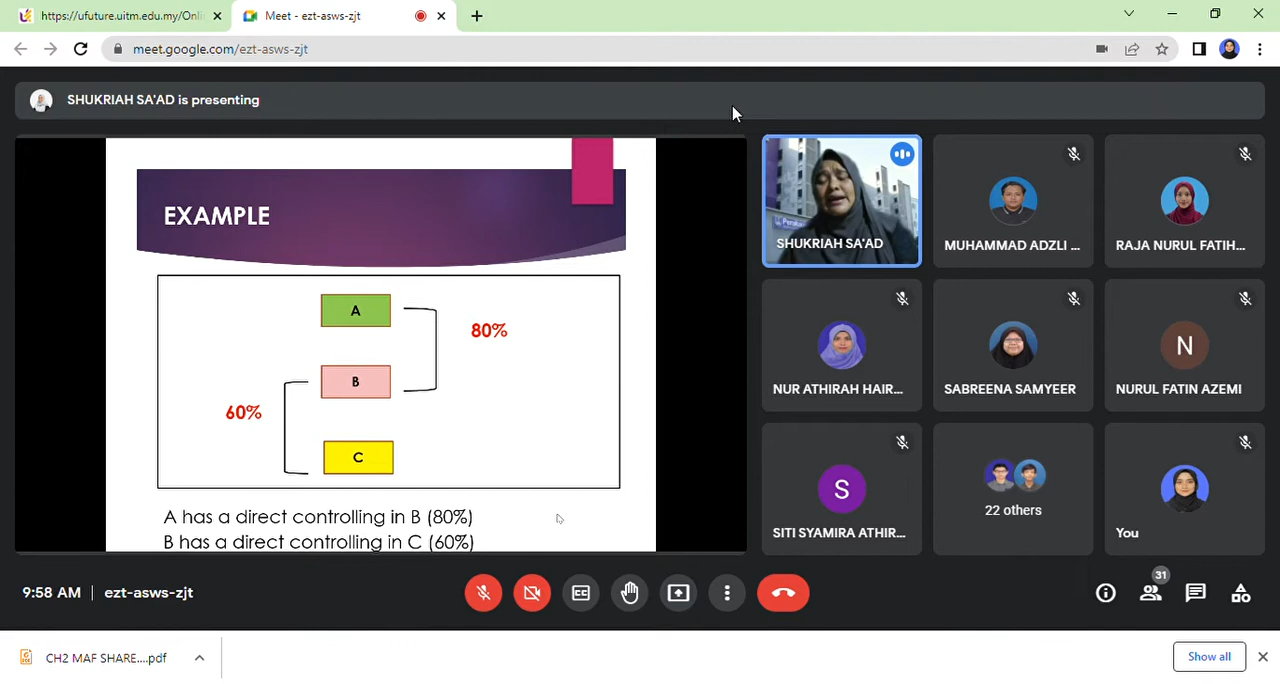 https://ufuture.uitm.edu.my/Onli
Meet - ezt-asws-zjt
meet.google.com/ezt-asws-zjt
SHUKRIAH SA'AD is presenting
EXAMPLE
A
80%
B
60%
C
A has a direct controlling in B (80%)
B has a direct controlling in C (60%)
SHUKRIAH SA'AD
MUHAMMAD ADZLI ...
RAJA NURUL FATIH...
NUR ATHIRAH HAIR...
SABREENA SAMYEER
N
NURUL FATIN AZEMI
S
SITI SYAMIRA ATHIR...
22 others
You
9:58 AM | ezt-asws-zjt
31
CH2 MAF SHARE....pdf
Show all